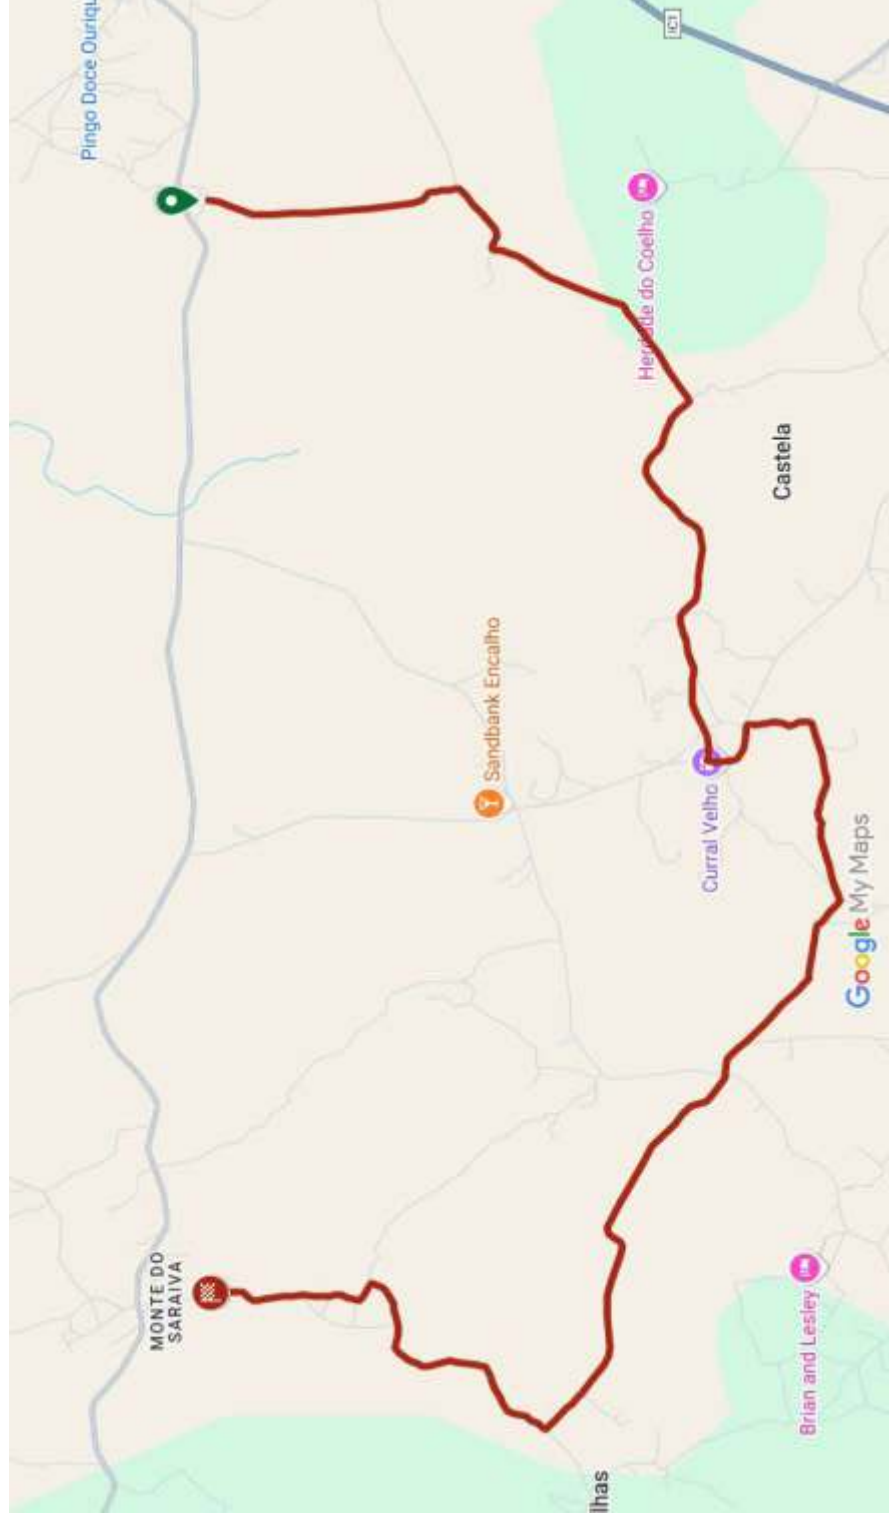 Pingo Doce Ouriqu
IC1
Herdade do Coelho
Castela
Sandbank Encalho
Curral Velho
Google My Maps
MONTE DO
SARAIVA
Brian and Lesley
lhas